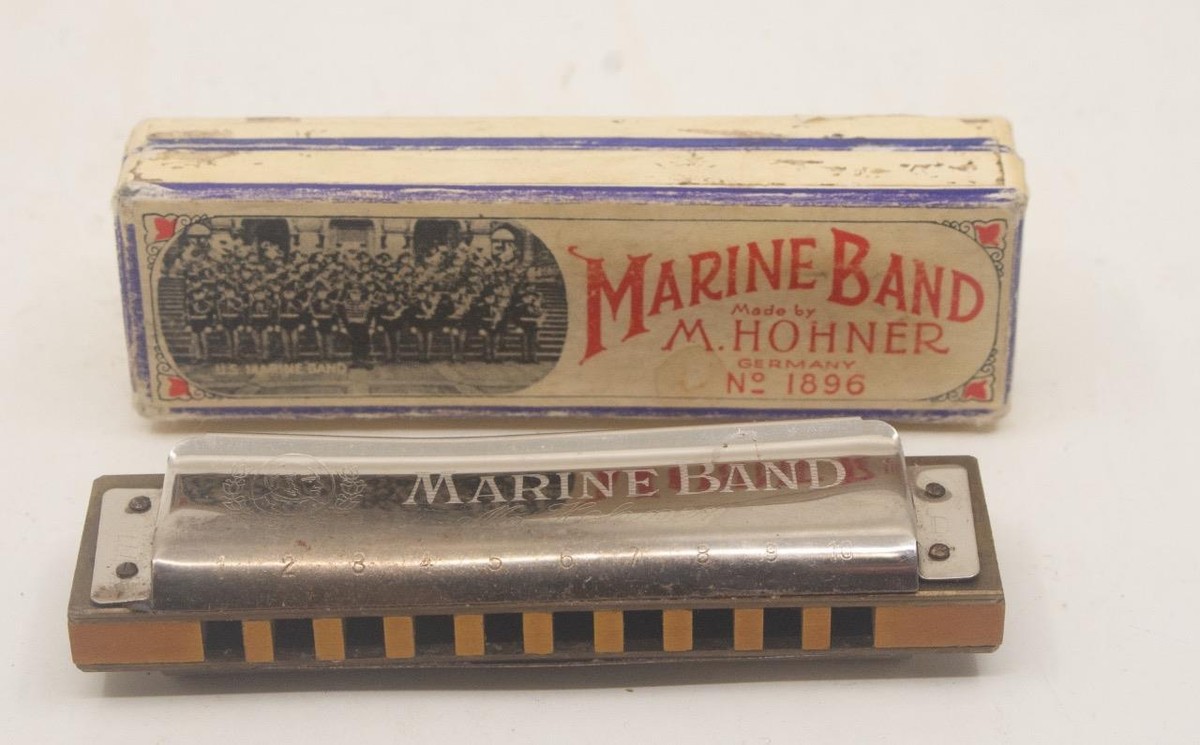 MARINE BAND
Made by
M. HOHNER
GERMANY
Nº 1896
U.S. MARINE BAND
MARINE BAND
M. Hohner
1 2 3 4 5 6 7 8 9 10